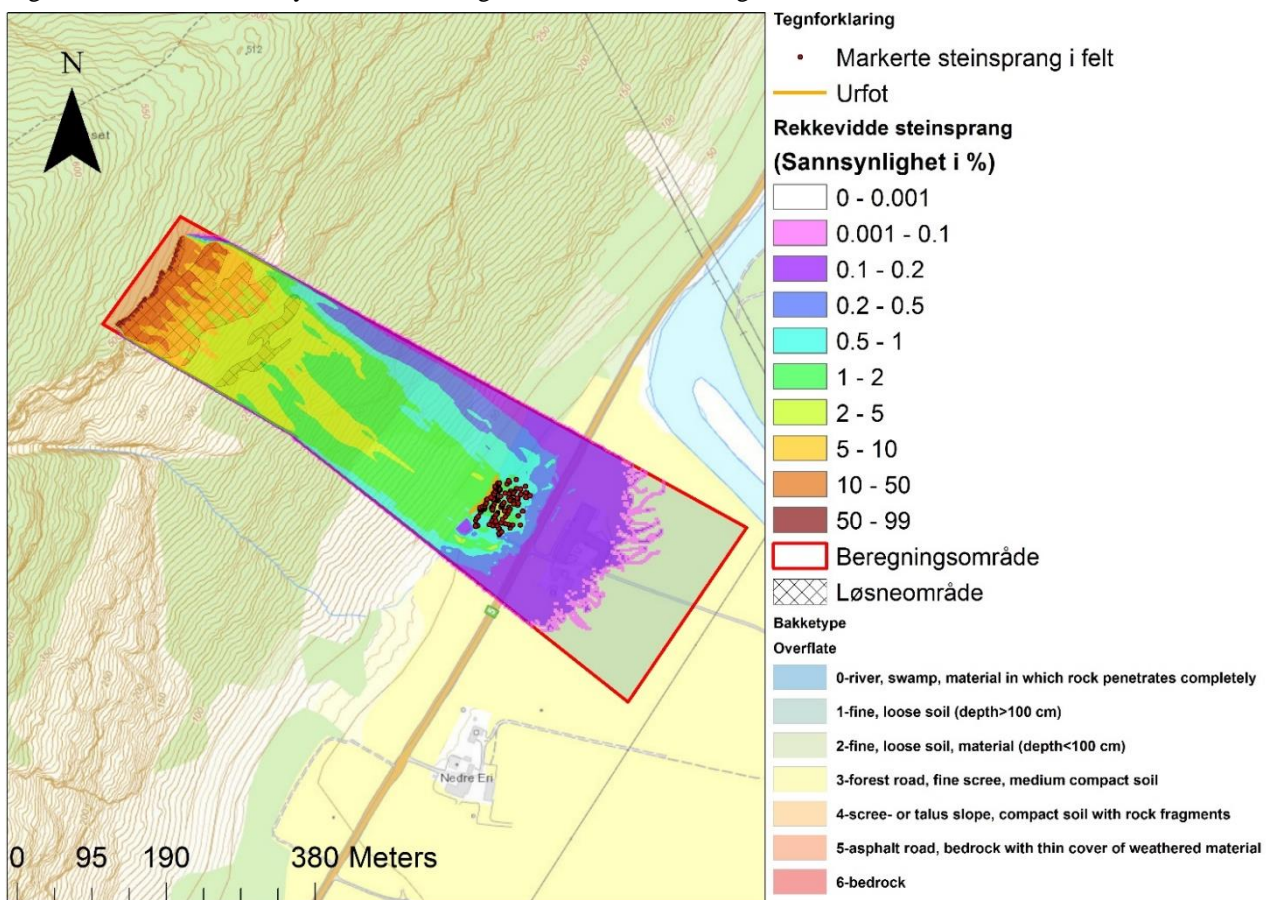 N
512
set
Nedre Eri
5
0 95 190 380 Meters
Tegnforklaring
Markerte steinsprang i felt
Urfot
Rekkevidde steinsprang
(Sannsynlighet i %)
0 - 0.001
0.001 - 0.1
0.1 - 0.2
0.2 - 0.5
0.5 - 1
1 - 2
2 - 5
5 - 10
10 - 50
50 - 99
Beregningsområde
Løsneområde
Bakketype
Overflate
0-river, swamp, material in which rock penetrates completely
1-fine, loose soil (depth>100 cm)
2-fine, loose soil, material (depth<100 cm)
3-forest road, fine scree, medium compact soil
4-scree- or talus slope, compact soil with rock fragments
5-asphalt road, bedrock with thin cover of weathered material
6-bedrock